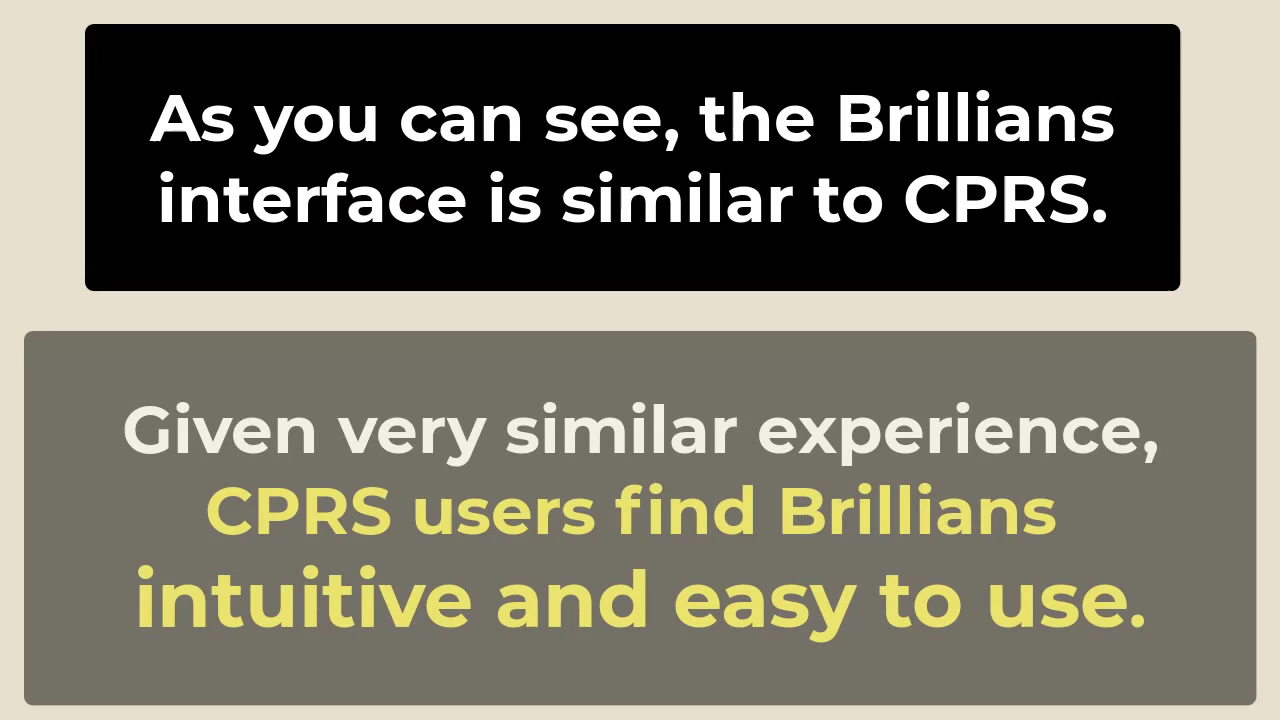 As you can see, the Brillians
interface is similar to CPRS.
Given very similar experience,
CPRS users find Brillians
intuitive and easy to use.